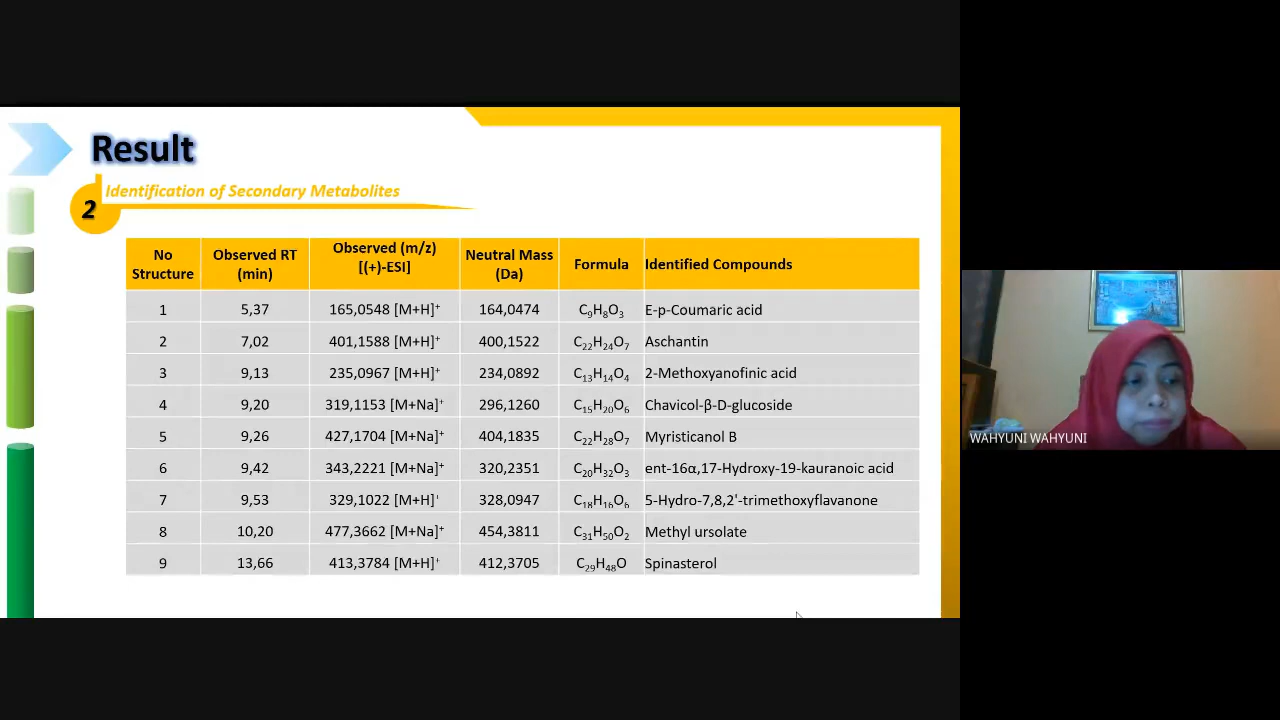 Result
Identification of Secondary Metabolites
2
No Structure Observed RT (min) Observed (m/z) [(+)-ESI] Neutral Mass (Da) Formula Identified Compounds
1 5,37 165,0548 [M+H]⁺ 164,0474 C₉H₈O₃ E-p-Coumaric acid
2 7,02 401,1588 [M+H]⁺ 400,1522 C₂₂H₂₄O₇ Aschantin
3 9,13 235,0967 [M+H]⁺ 234,0892 C₁₃H₁₄O₄ 2-Methoxyanofinic acid
4 9,20 319,1153 [M+Na]⁺ 296,1260 C₁₅H₂₀O₆ Chavicol-β-D-glucoside
5 9,26 427,1704 [M+Na]⁺ 404,1835 C₂₂H₂₈O₇ Myristicanol B
6 9,42 343,2221 [M+Na]⁺ 320,2351 C₂₀H₃₂O₃ ent-16α,17-Hydroxy-19-kauranoic acid
7 9,53 329,1022 [M+H]⁺ 328,0947 C₁₈H₁₆O₆ 5-Hydro-7,8,2'-trimethoxyflavanone
8 10,20 477,3662 [M+Na]⁺ 454,3811 C₃₁H₅₀O₂ Methyl ursolate
9 13,66 413,3784 [M+H]⁺ 412,3705 C₂₉H₄₈O Spinasterol
WAHYUNI WAHYUNI